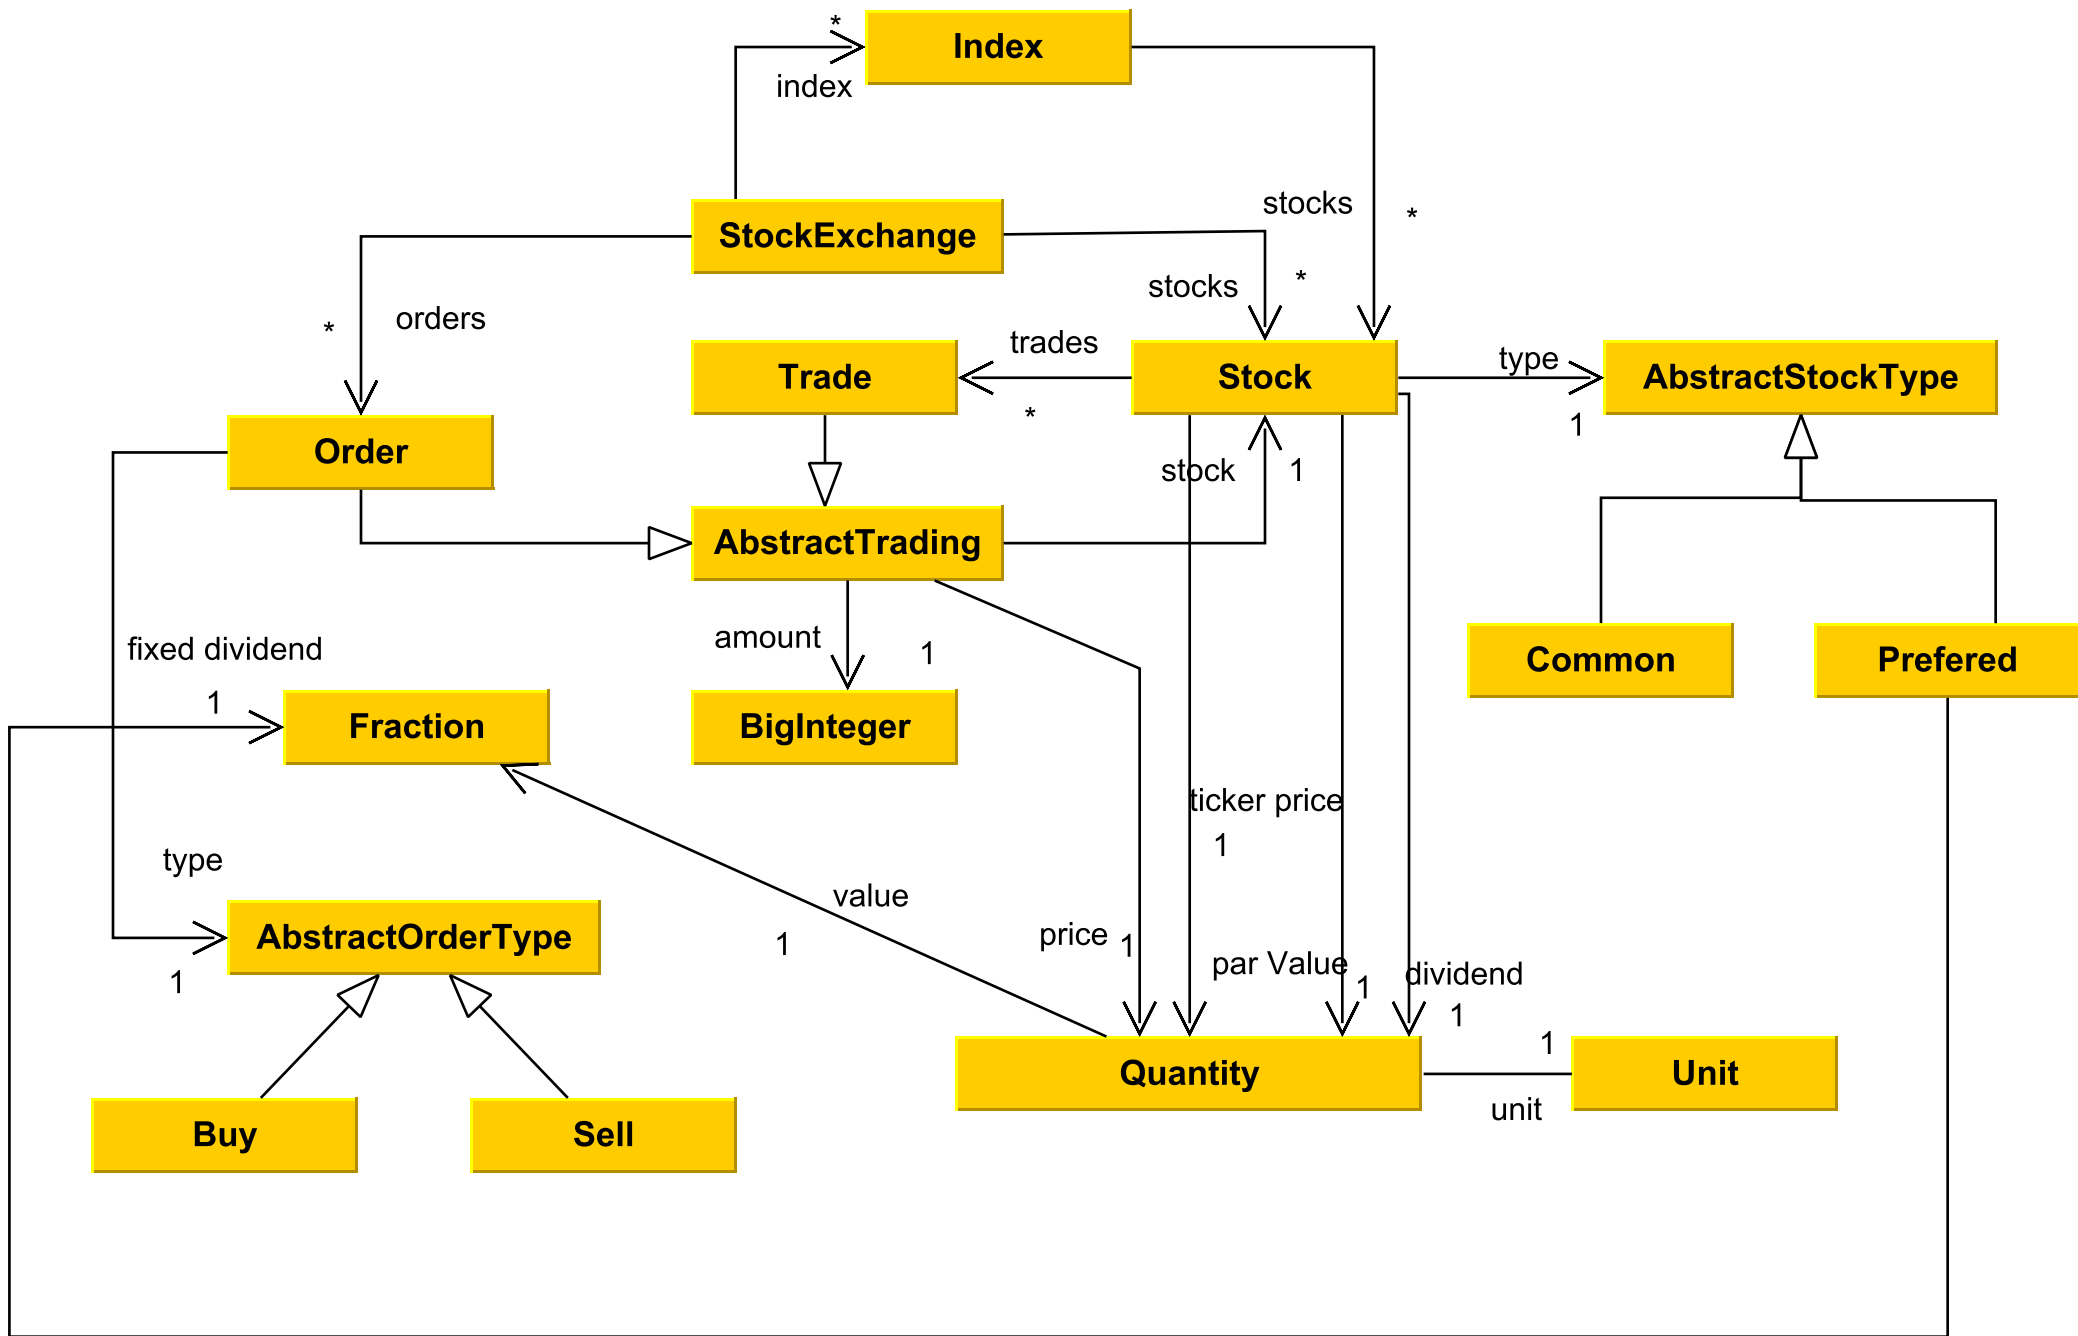 *
Index
index
stocks
*
StockExchange
stocks
*
*
orders
trades
type
Trade
Stock
AbstractStockType
*
1
Order
stock
1
AbstractTrading
fixed dividend
amount
1
Common
Prefered
1
Fraction
BigInteger
ticker price
1
type
value
AbstractOrderType
1
price
1
par Value
1
dividend
1
1
1
Quantity
Unit
unit
Buy
Sell